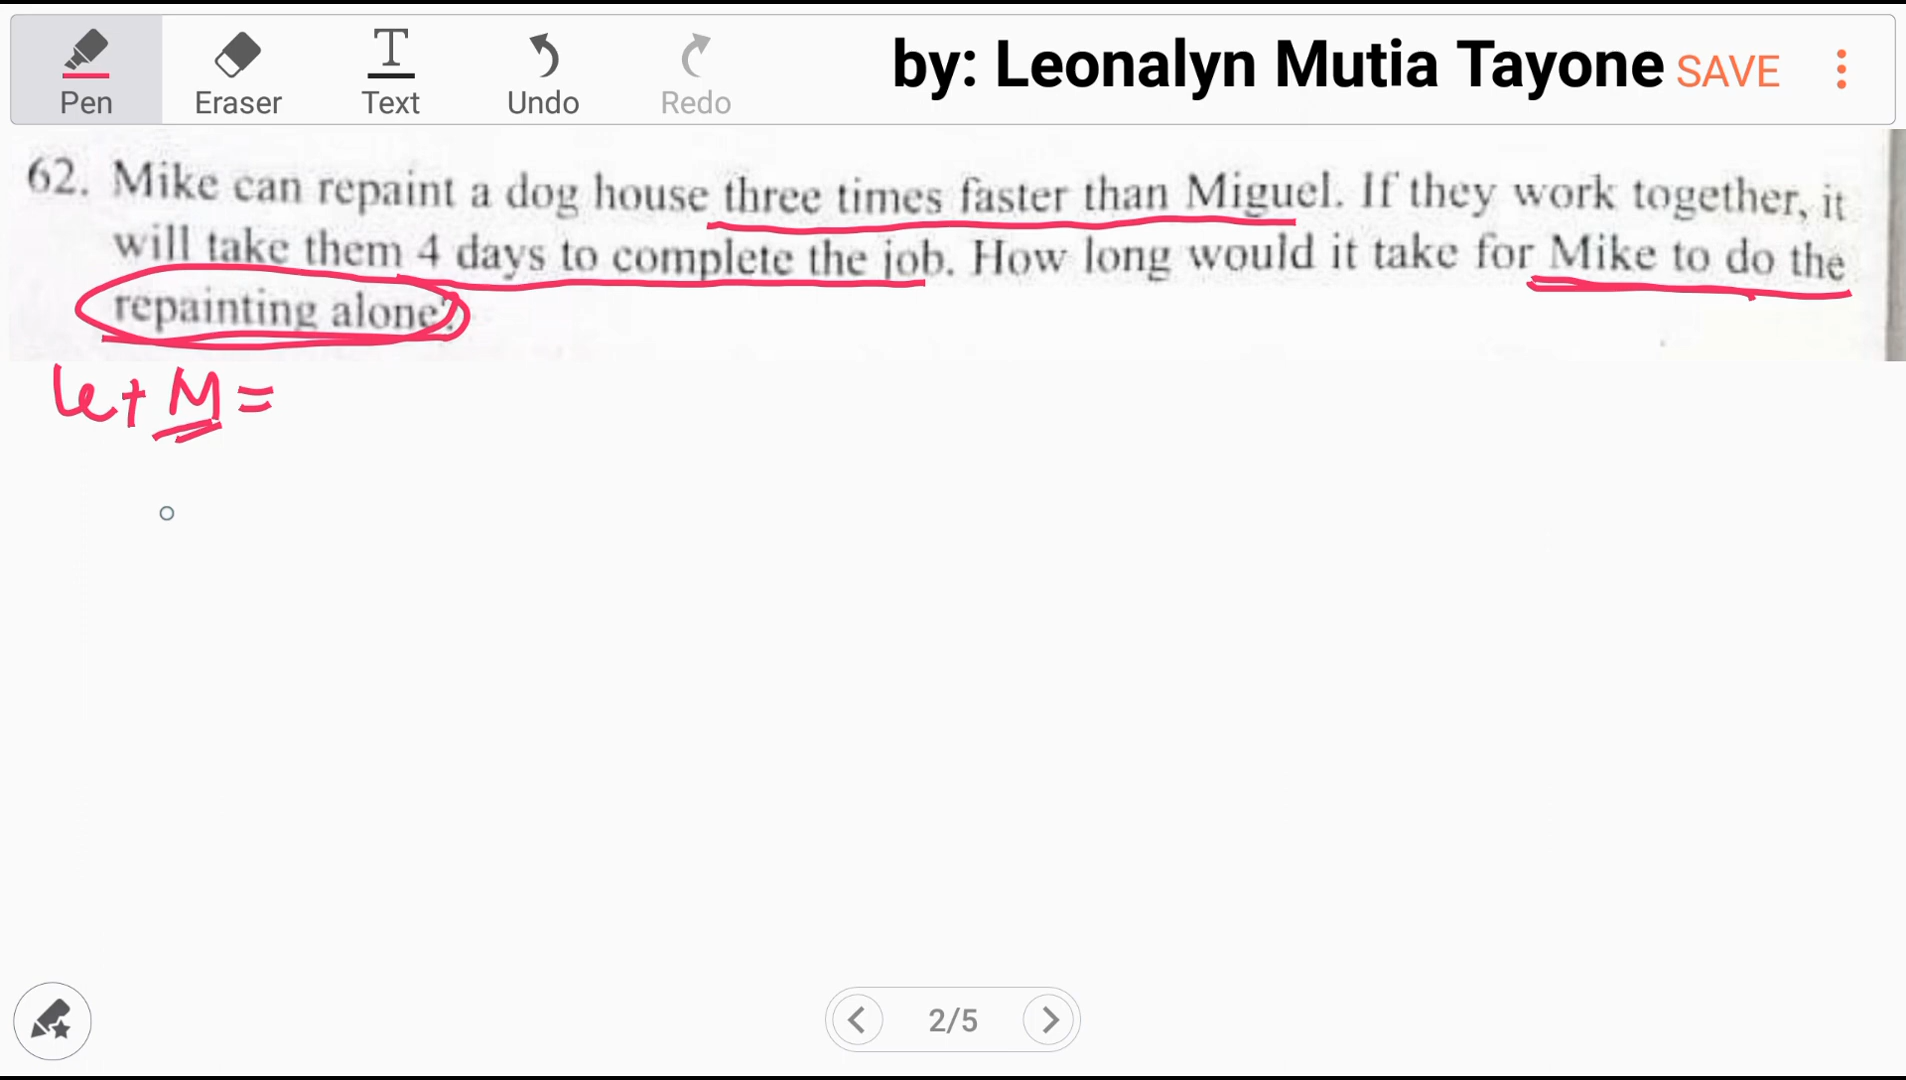 Pen
Eraser
Text
Undo
Redo
by: Leonalyn Mutia Tayone
SAVE
62. Mike can repaint a dog house three times faster than Miguel. If they work together, it
will take them 4 days to complete the job. How long would it take for Mike to do the
repainting alone?
let M =
2/5